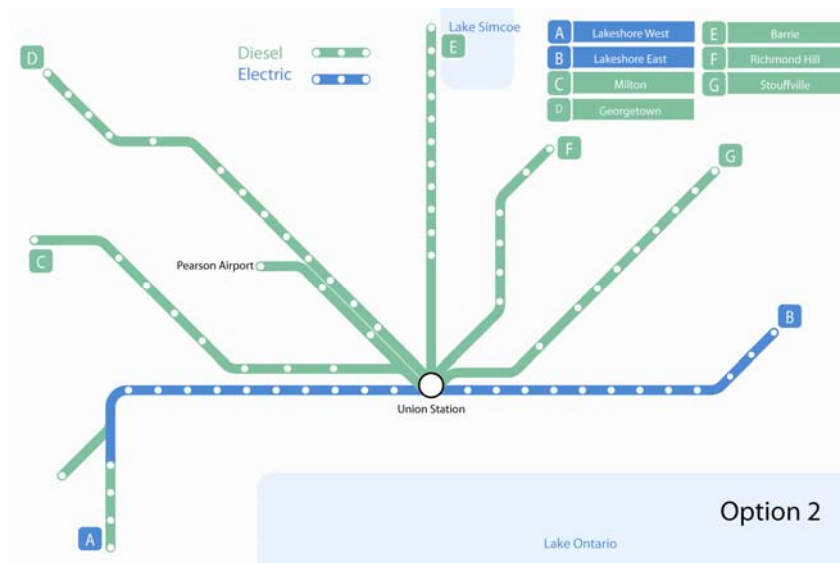 Lake Simcoe
A Lakeshore West
E Barrie
B Lakeshore East
F Richmond Hill
C Milton
G Stouffville
D Georgetown
Diesel
Electric
D
E
F
G
C
Pearson Airport
B
Union Station
A
Option 2
Lake Ontario